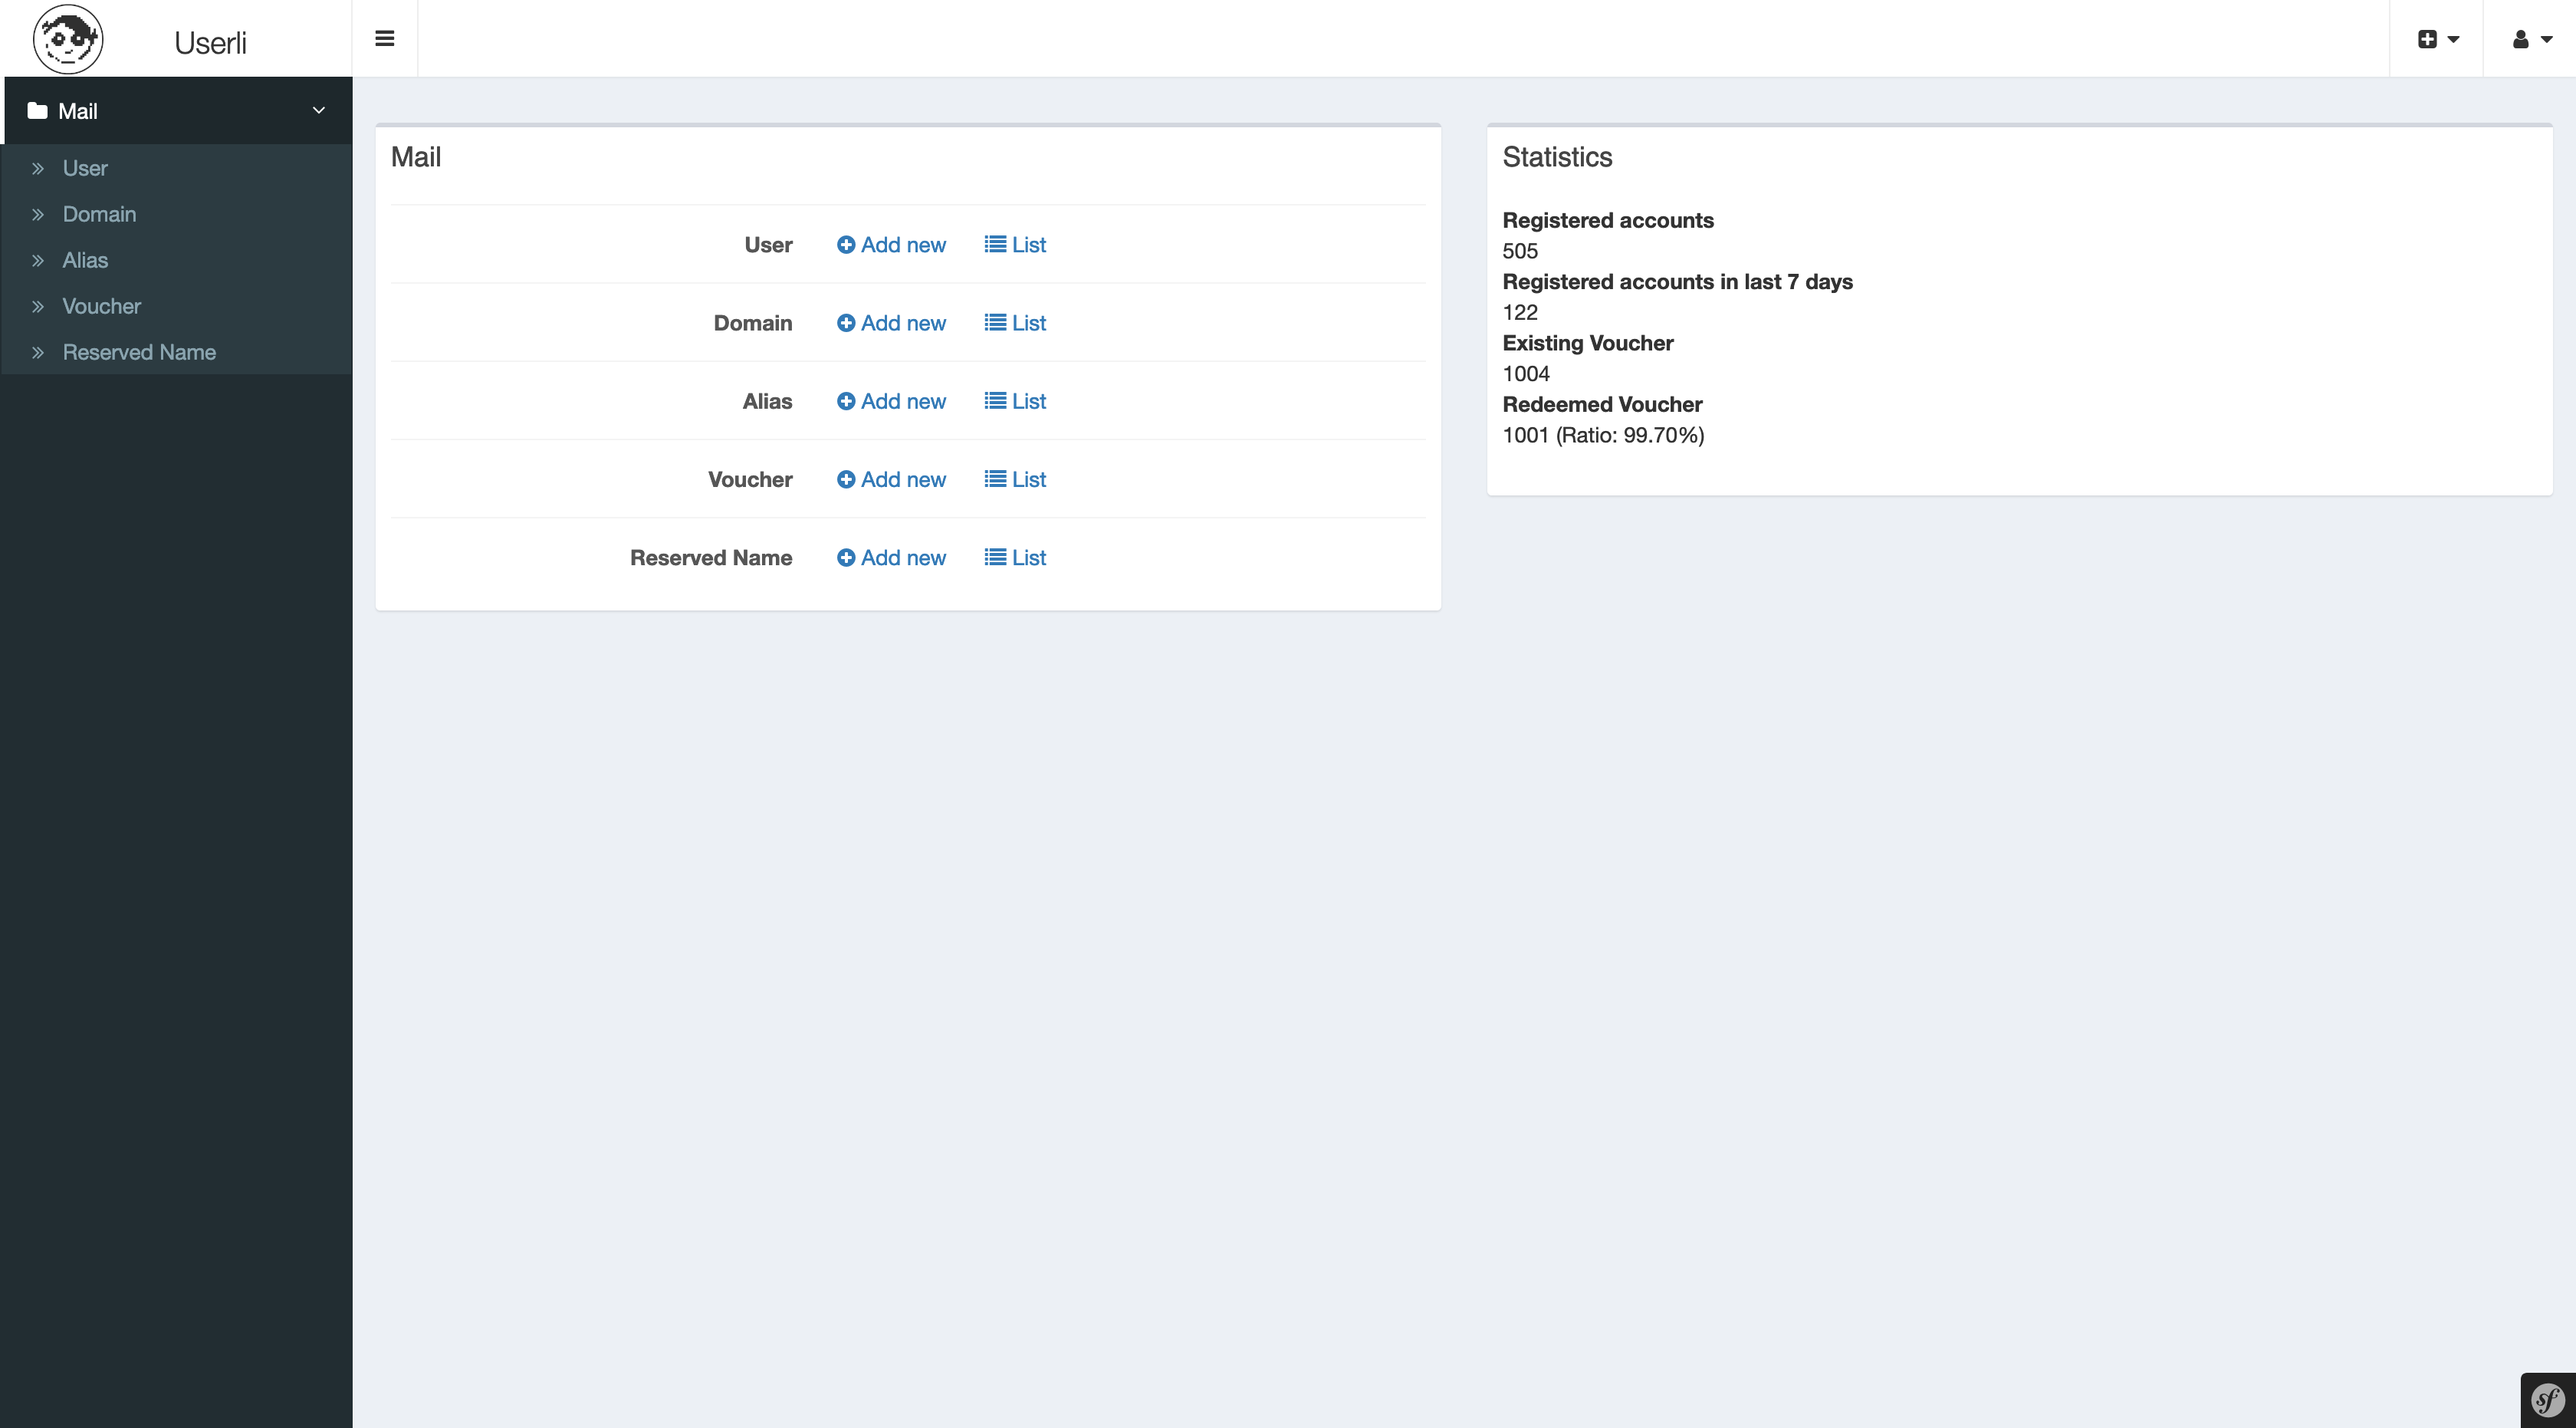 Userli
Mail
User
Domain
Alias
Voucher
Reserved Name
Mail
User Add new List
Domain Add new List
Alias Add new List
Voucher Add new List
Reserved Name Add new List
Statistics
Registered accounts
505
Registered accounts in last 7 days
122
Existing Voucher
1004
Redeemed Voucher
1001 (Ratio: 99.70%)
sf